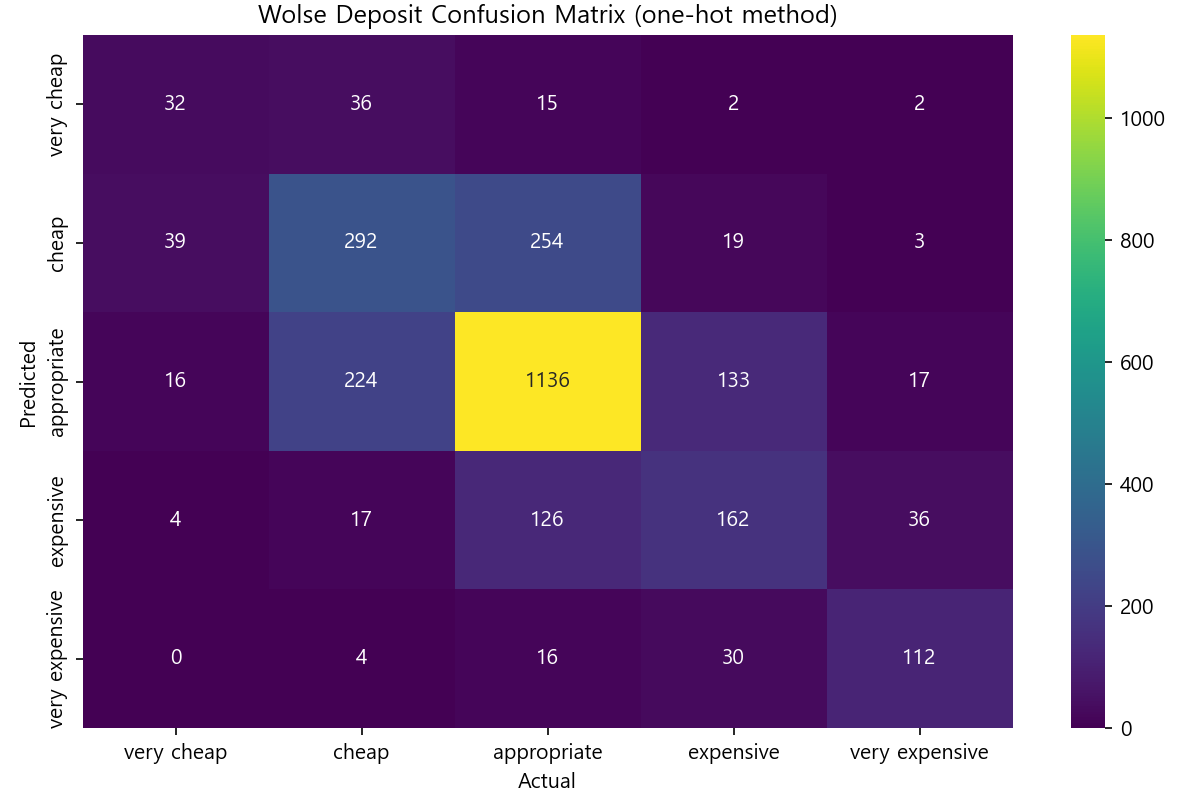 Wolse Deposit Confusion Matrix (one-hot method)
Predicted
very cheap
32 36 15 2 2
cheap
39 292 254 19 3
appropriate
16 224 1136 133 17
expensive
4 17 126 162 36
very expensive
0 4 16 30 112
very cheap cheap appropriate expensive very expensive
Actual
1000
800
600
400
200
0